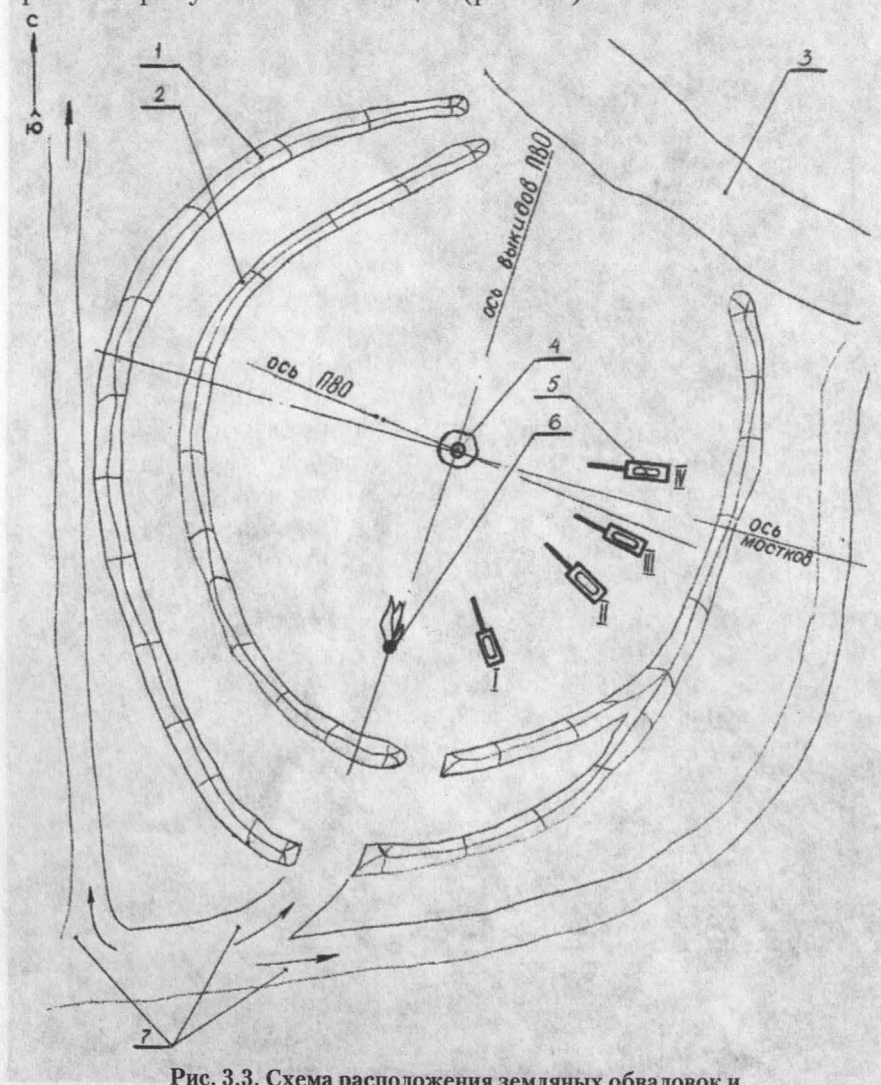 С
Ю
1
2
3
ось выкидов ПВО
ось ПВО
4
5
6
IV
ось
мостков
III
II
I
7
Рис. 3.3. Схема расположения земляных обваловок и